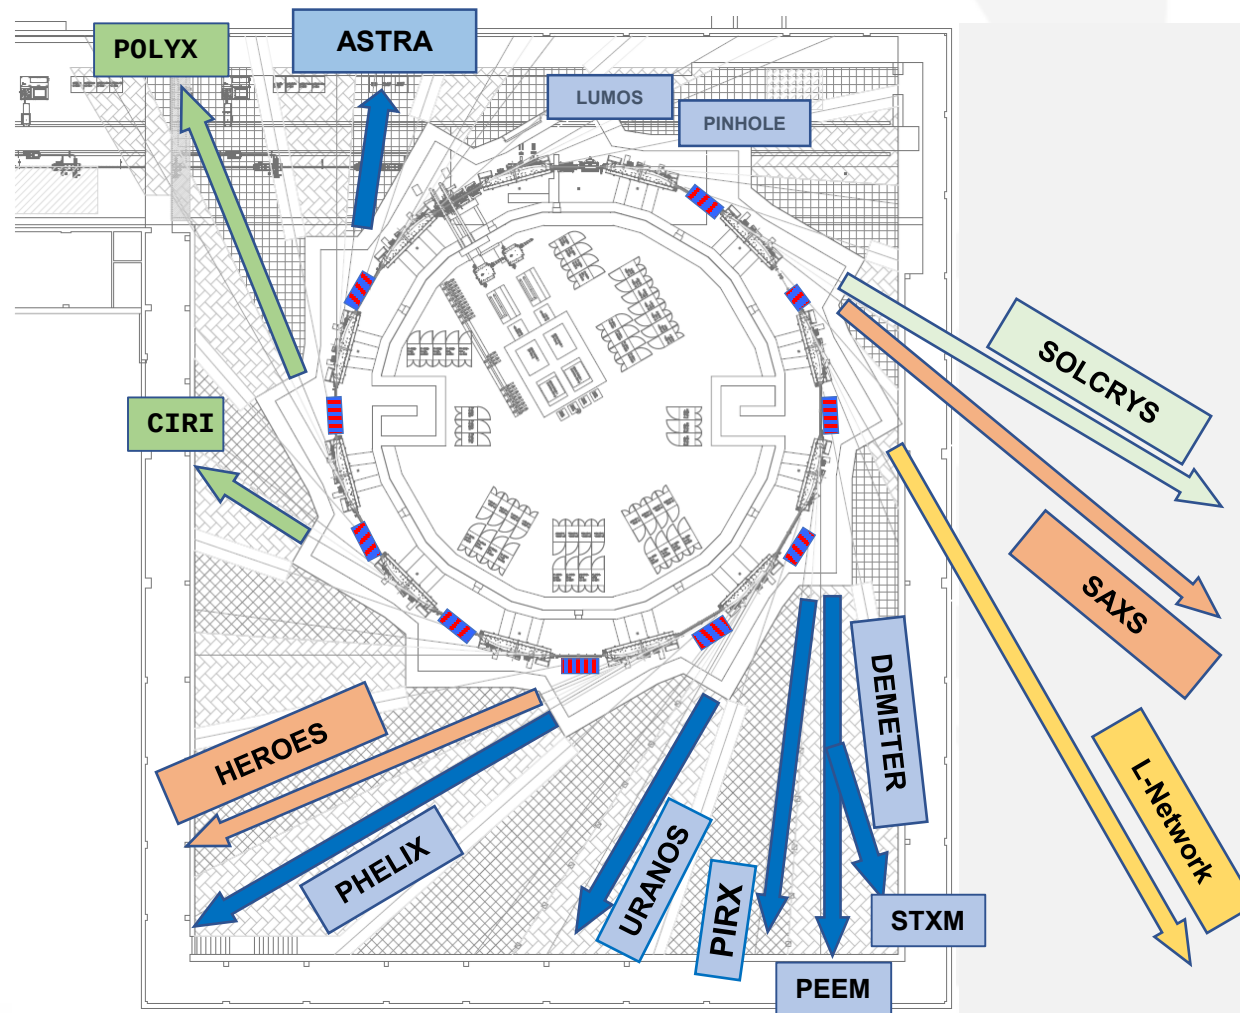 POLYX
ASTRA
LUMOS
PINHOLE
SOLCRYS
CIRI
SAXS
DEMETER
HEROES
L-Network
PHELIX
URANOS
PIRX
STXM
PEEM